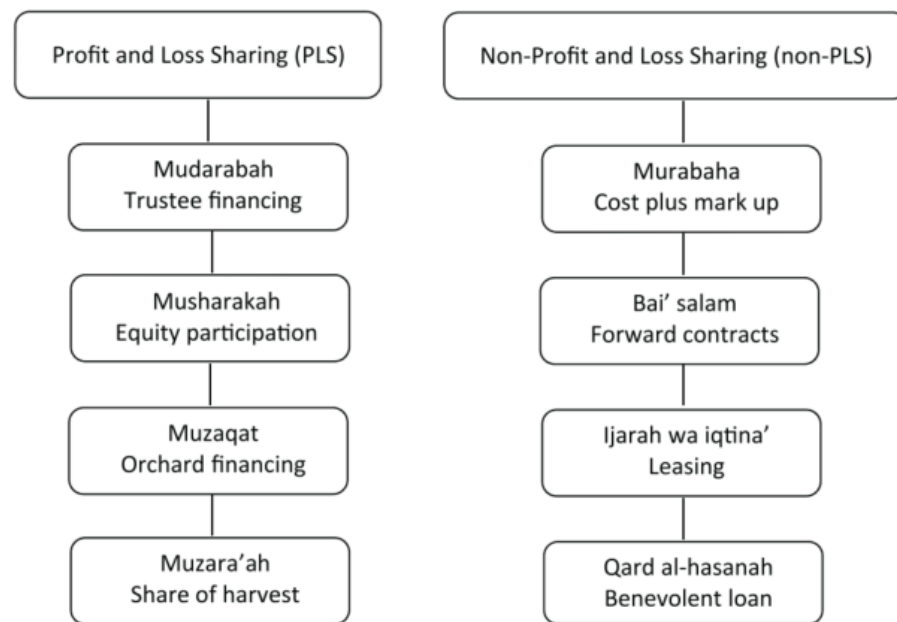 Profit and Loss Sharing (PLS)
Mudarabah
Trustee financing
Musharakah
Equity participation
Muzaqat
Orchard financing
Muzara’ah
Share of harvest
Non-Profit and Loss Sharing (non-PLS)
Murabaha
Cost plus mark up
Bai’ salam
Forward contracts
Ijarah wa iqtina’
Leasing
Qard al-hasanah
Benevolent loan